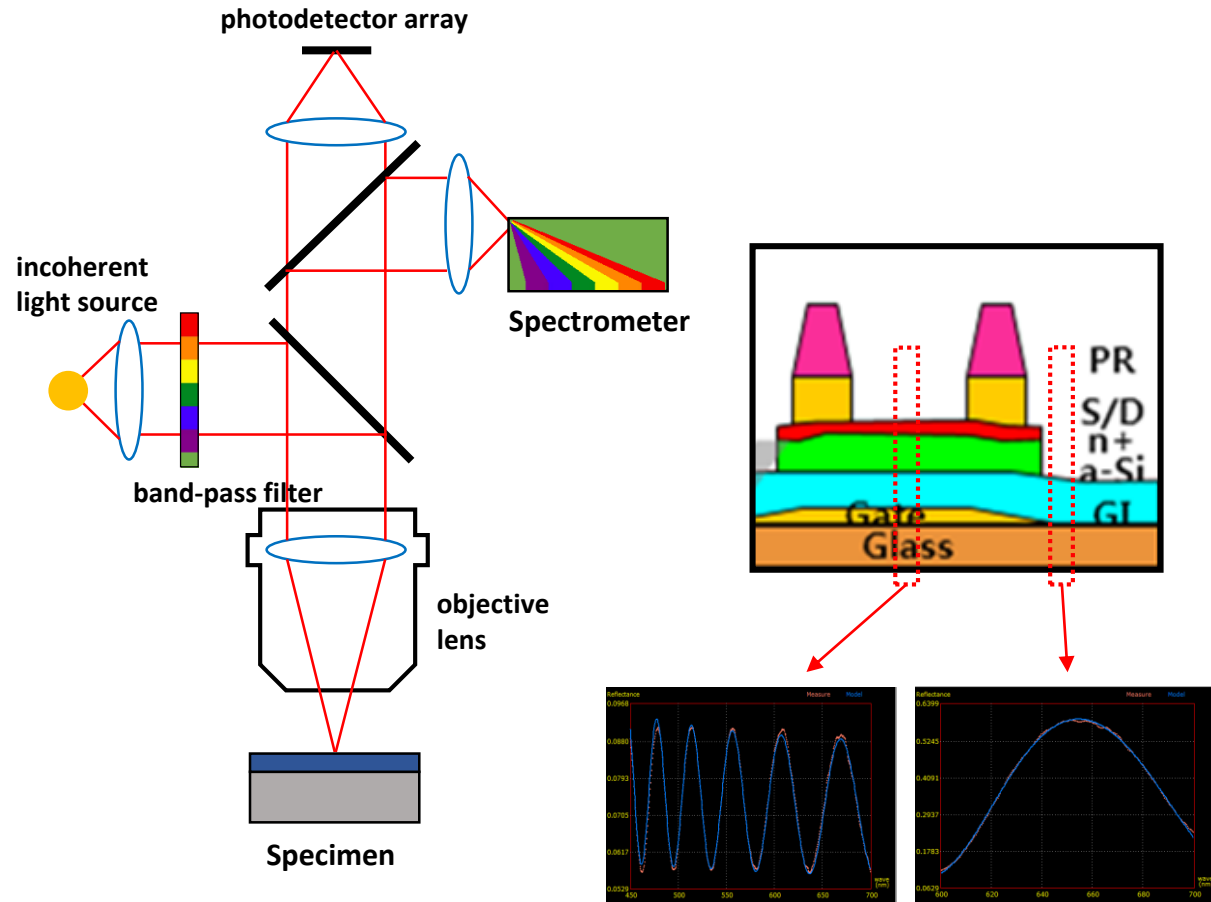 photodetector array
incoherent
light source
Spectrometer
band-pass filter
objective
lens
Specimen
PR
S/D
n+
a-Si
Gate
GI
Glass
Reflectance
Measure
Model
0.0968
0.0880
0.0793
0.0705
0.0617
0.0529
450
500
550
600
650
700
wave
(nm)
Reflectance
Measure
Model
0.6399
0.5245
0.4091
0.2937
0.1783
0.0629
600
620
640
660
680
700
wave
(nm)